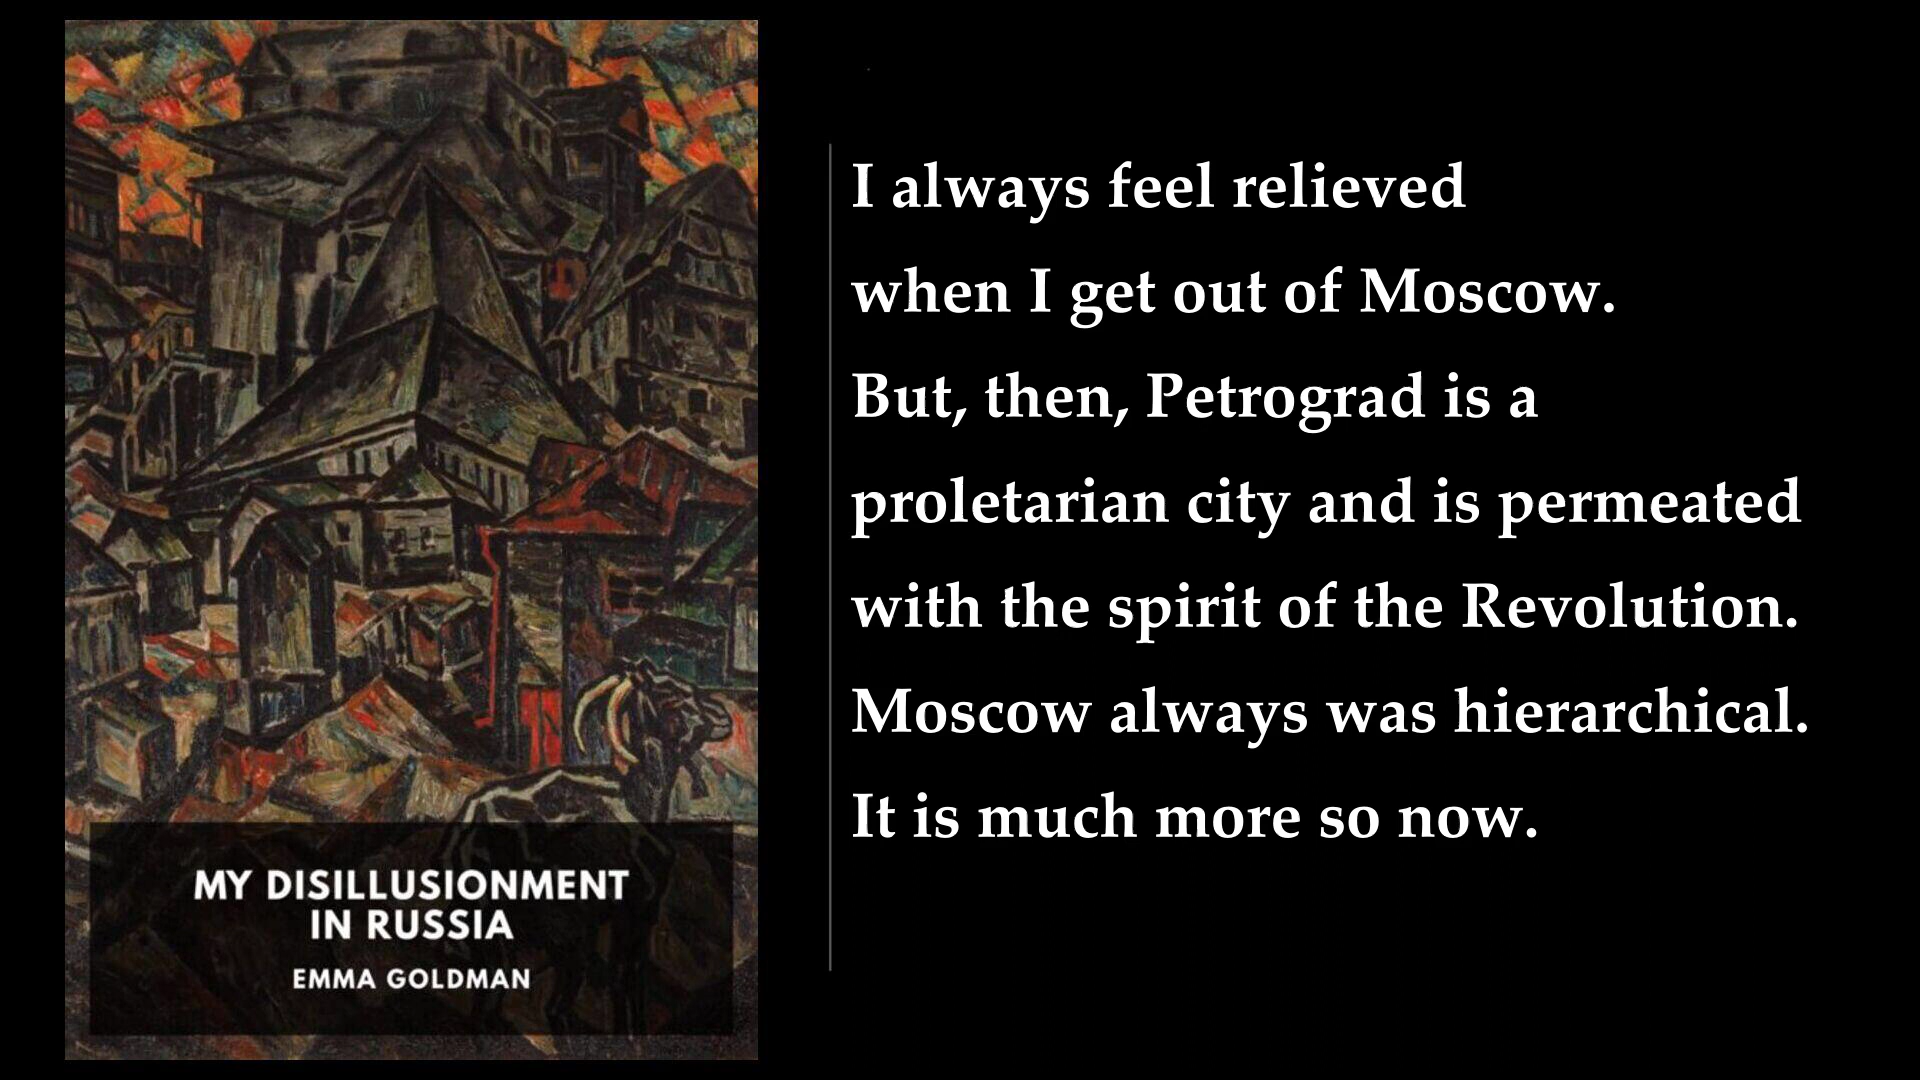 I always feel relieved
when I get out of Moscow.
But, then, Petrograd is a
proletarian city and is permeated
with the spirit of the Revolution.
Moscow always was hierarchical.
It is much more so now.
MY DISILLUSIONMENT
IN RUSSIA
EMMA GOLDMAN